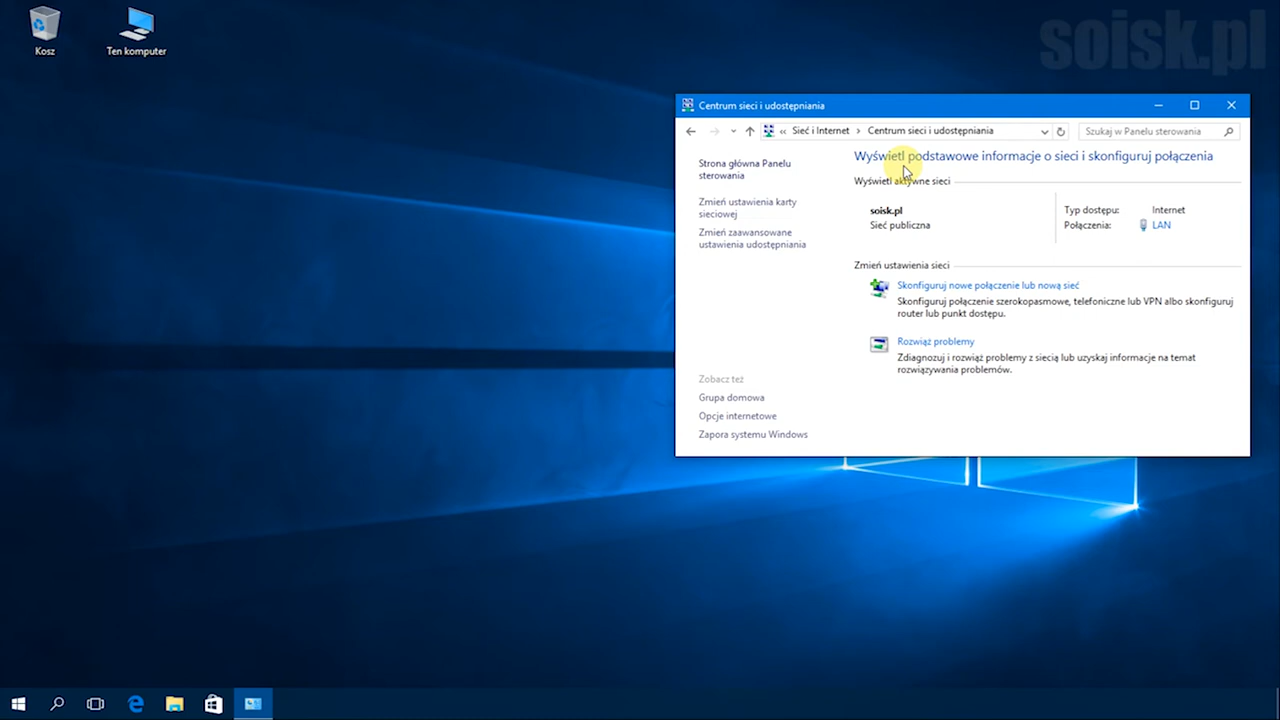 soisk.pl
Kosz
Ten komputer
Centrum sieci i udostępniania
« Sieć i Internet > Centrum sieci i udostępniania
Szukaj w Panelu sterowania
Strona główna Panelu
sterowania
Zmień ustawienia karty
sieciowej
Zmień zaawansowane
ustawienia udostępniania
Zobacz też
Grupa domowa
Opcje internetowe
Zapora systemu Windows
Wyświetl podstawowe informacje o sieci i skonfiguruj połączenia
Wyświetl aktywne sieci
soisk.pl
Sieć publiczna
Typ dostępu: Internet
Połączenia: LAN
Zmień ustawienia sieci
Skonfiguruj nowe połączenie lub nową sieć
Skonfiguruj połączenie szerokopasmowe, telefoniczne lub VPN albo skonfiguruj
router lub punkt dostępu.
Rozwiąż problemy
Zdiagnozuj i rozwiąż problemy z siecią lub uzyskaj informacje na temat
rozwiązywania problemów.